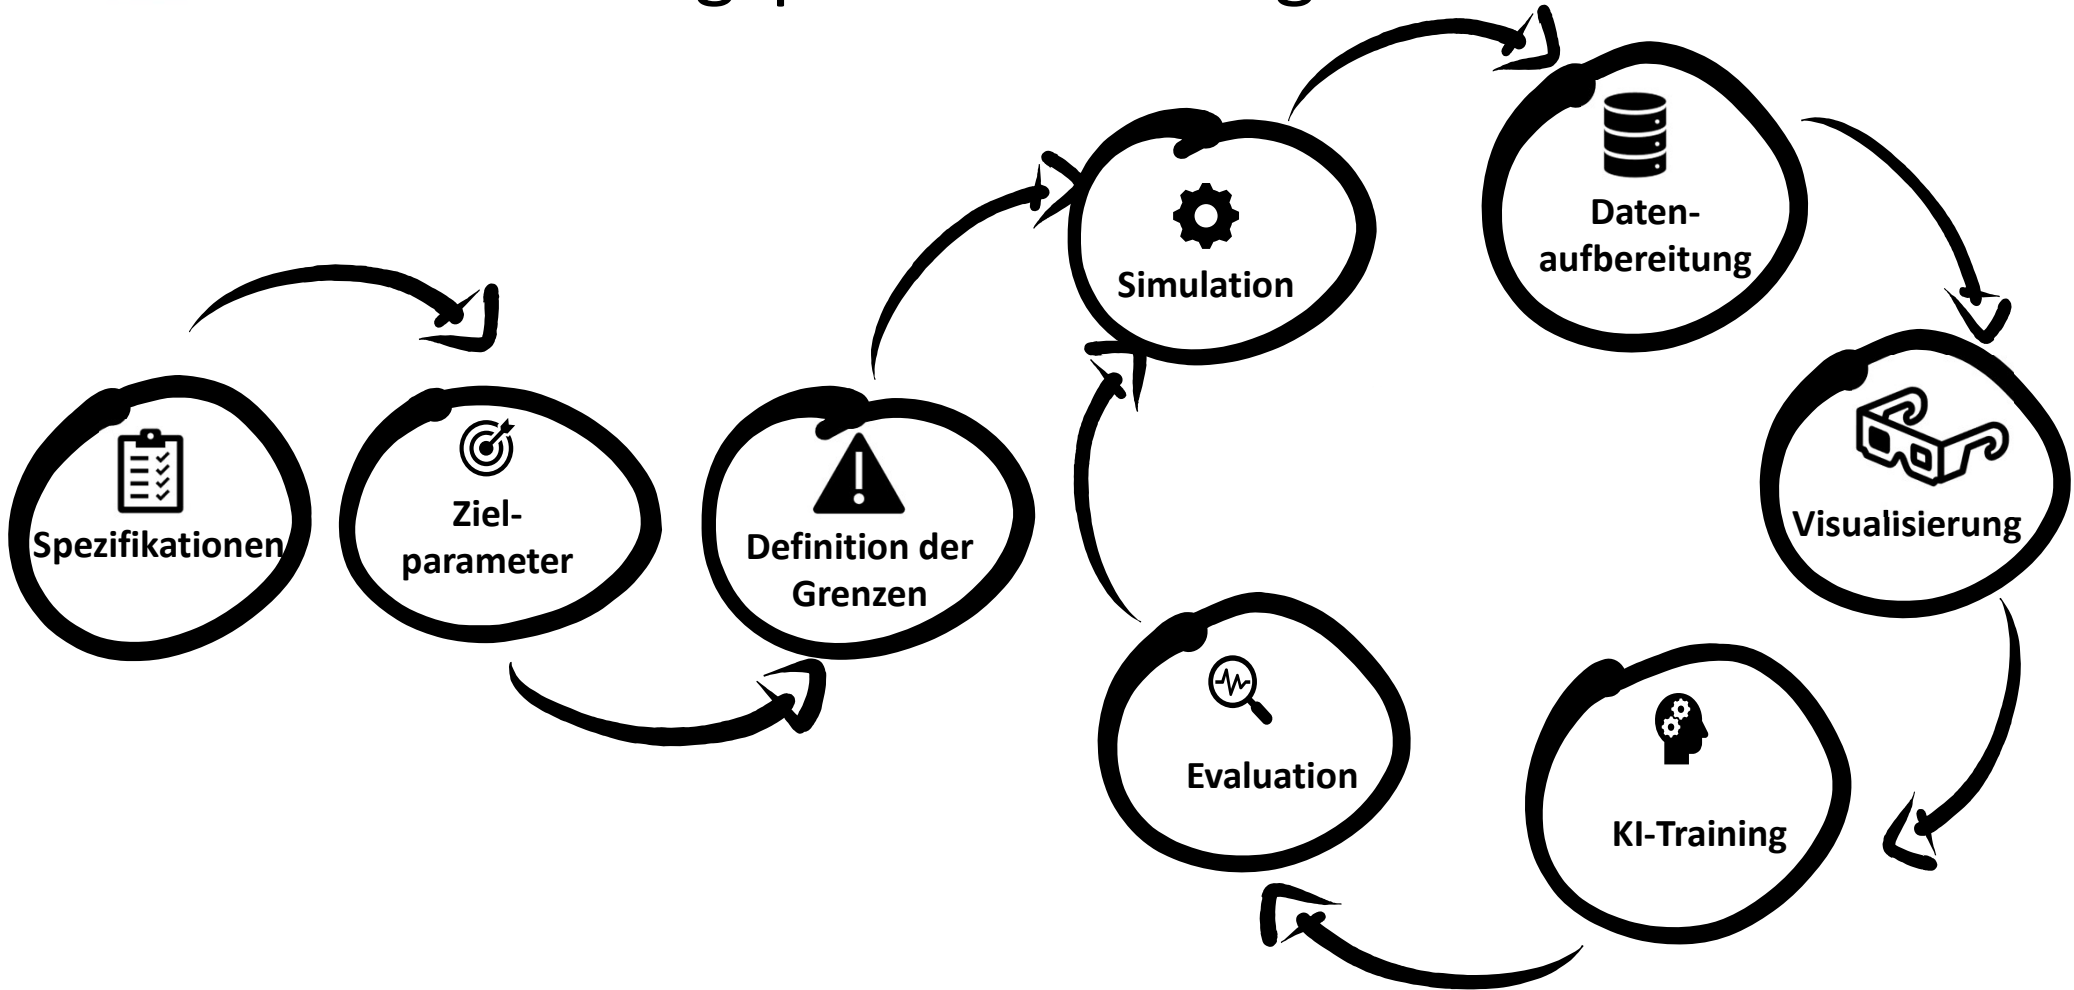 Spezifikationen
Ziel-
parameter
Definition der
Grenzen
Simulation
Daten-
aufbereitung
Visualisierung
KI-Training
Evaluation